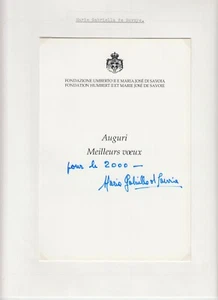 Maria Gabriella di Savoia.
FONDAZIONE UMBERTO II E MARIA JOSÉ DI SAVOIA
FONDATION HUMBERT II ET MARIE JOSÉ DE SAVOIE
Auguri
Meilleurs vœux
pour le 2000 —
Maria Gabriella di Savoia